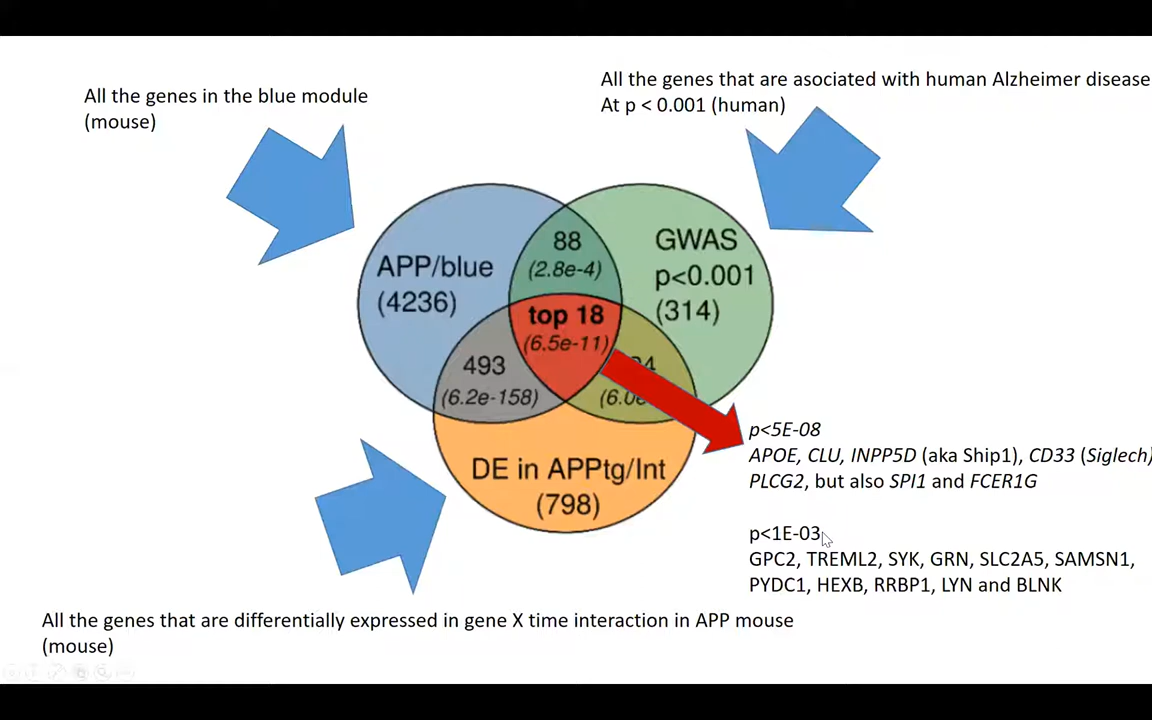 All the genes that are asociated with human Alzheimer disease
At p < 0.001 (human)
All the genes in the blue module
(mouse)
APP/blue
(4236)
88
(2.8e-4)
GWAS
p<0.001
(314)
top 18
(6.5e-11)
493
(6.2e-158)
DE in APPtg/Int
(798)
p<5E-08
APOE, CLU, INPP5D (aka Ship1), CD33 (Siglech)
PLCG2, but also SPI1 and FCER1G
p<1E-03
GPC2, TREML2, SYK, GRN, SLC2A5, SAMSN1,
PYDC1, HEXB, RRBP1, LYN and BLNK
All the genes that are differentially expressed in gene X time interaction in APP mouse
(mouse)